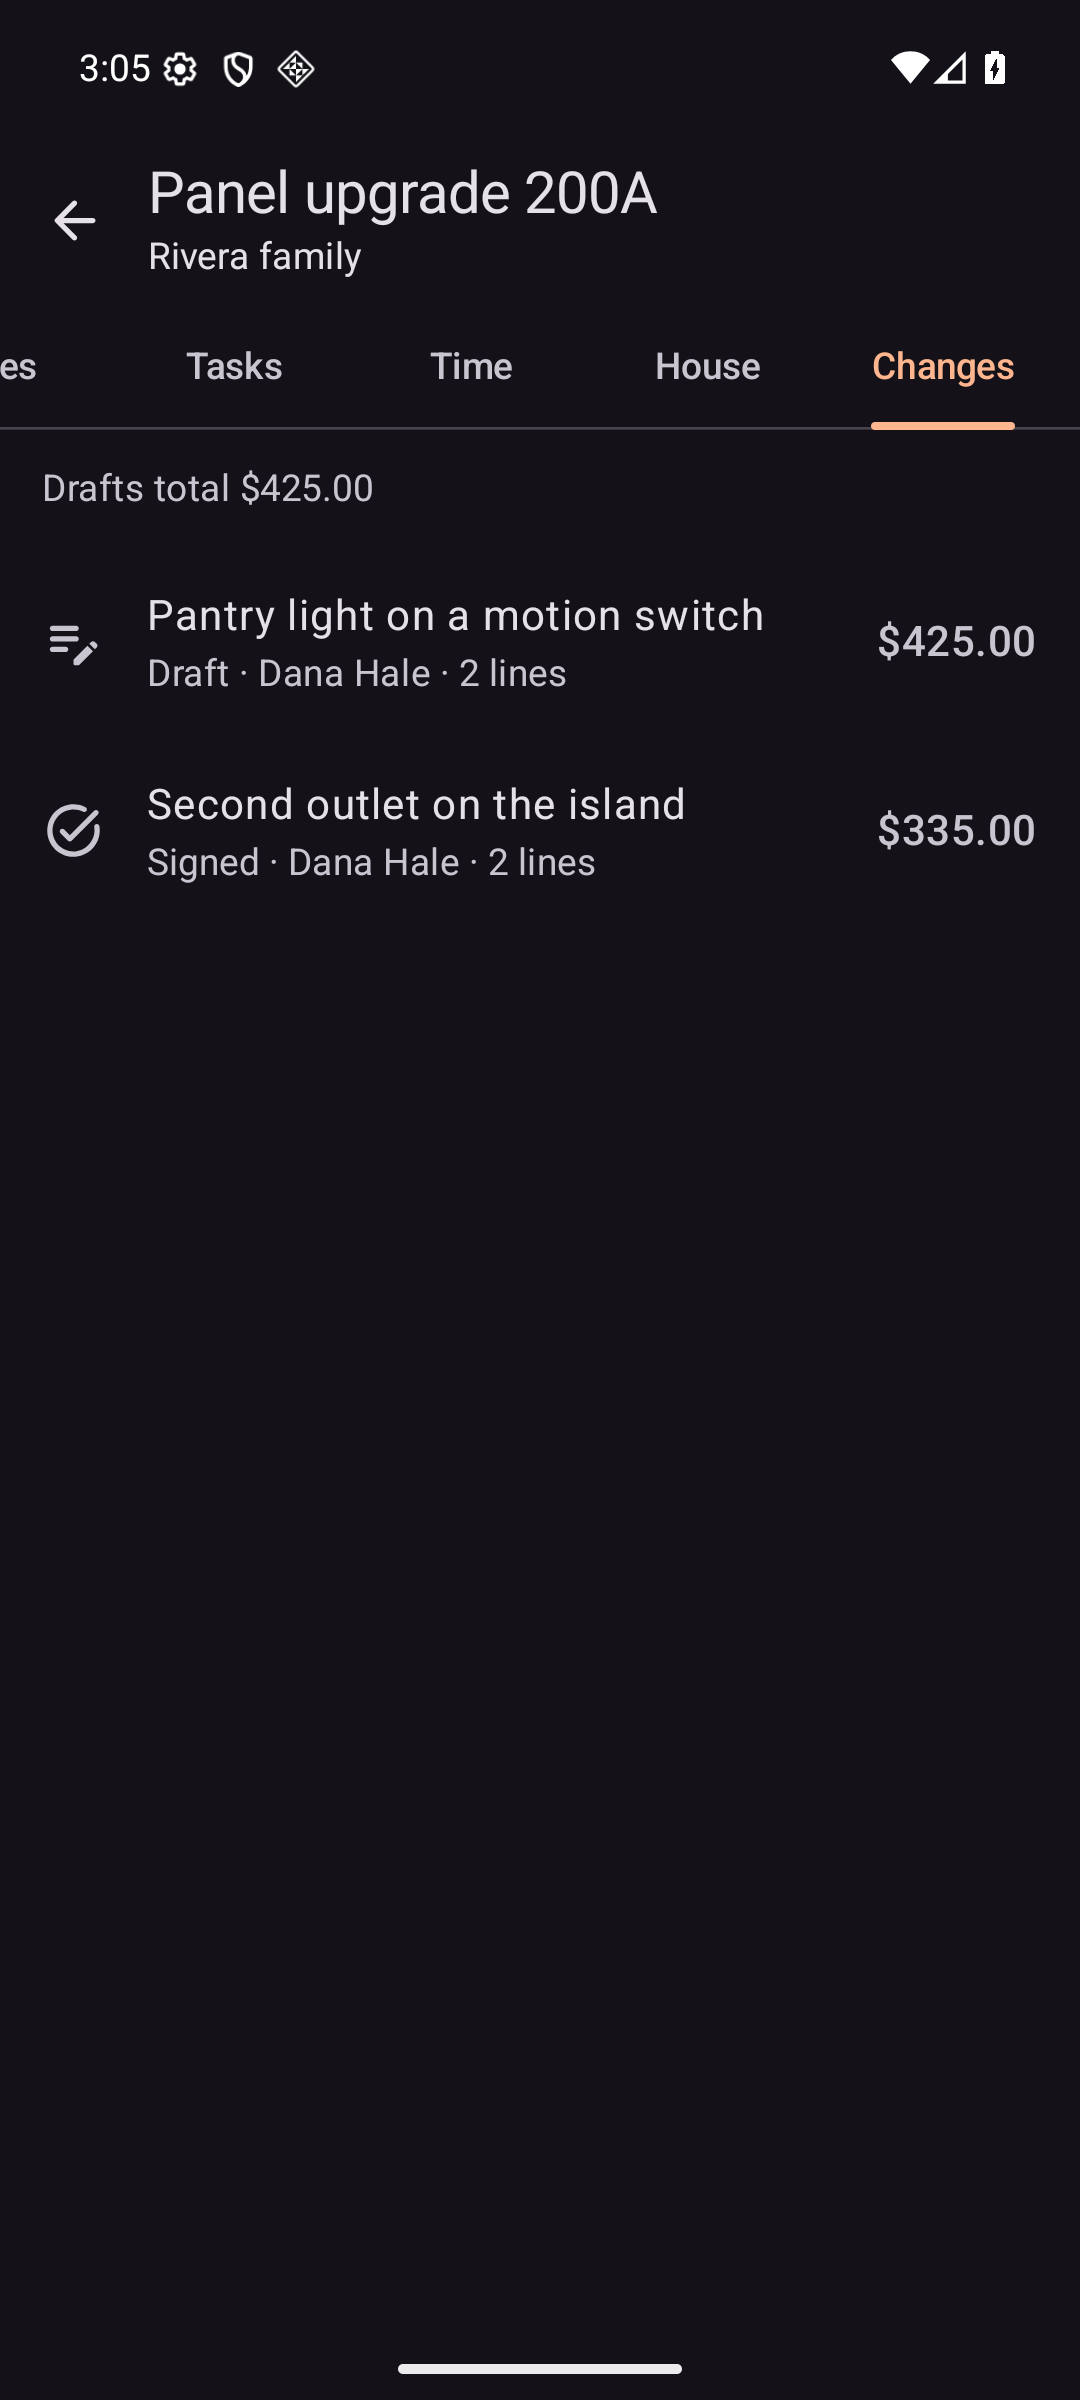 3:05
Panel upgrade 200A
Rivera family
es Tasks Time House Changes
Drafts total $425.00
Pantry light on a motion switch
$425.00
Draft · Dana Hale · 2 lines
Second outlet on the island
$335.00
Signed · Dana Hale · 2 lines